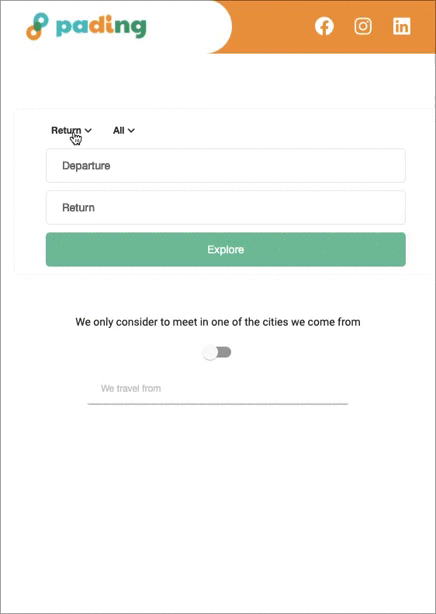 pading
Return All
Departure
Return
Explore
We only consider to meet in one of the cities we come from
We travel from